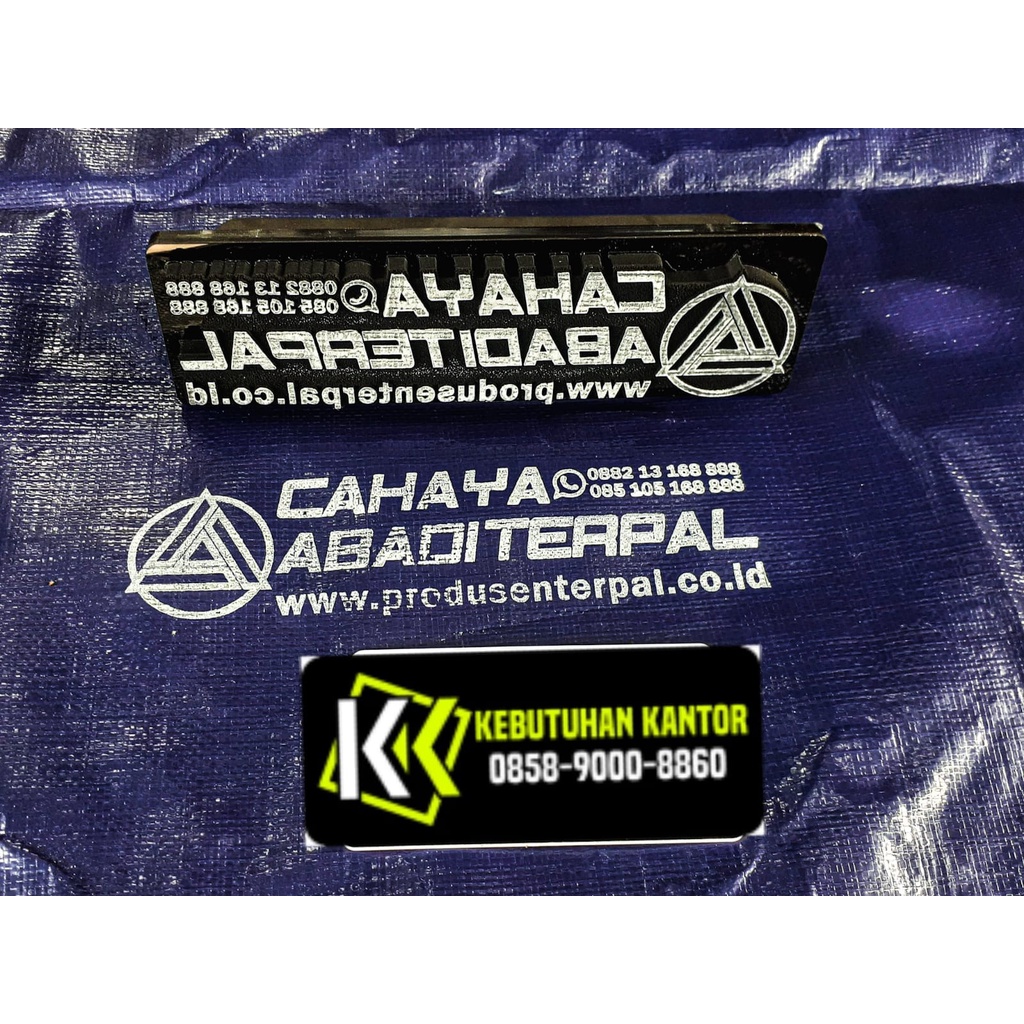 CAHAYA 0882 13 168 888
085 105 168 888
ABADITERPAL
www.produsenterpal.co.id
CAHAYA 0882 13 168 888
085 105 168 888
ABADITERPAL
www.produsenterpal.co.id
KK KEBUTUHAN KANTOR
0858-9000-8860